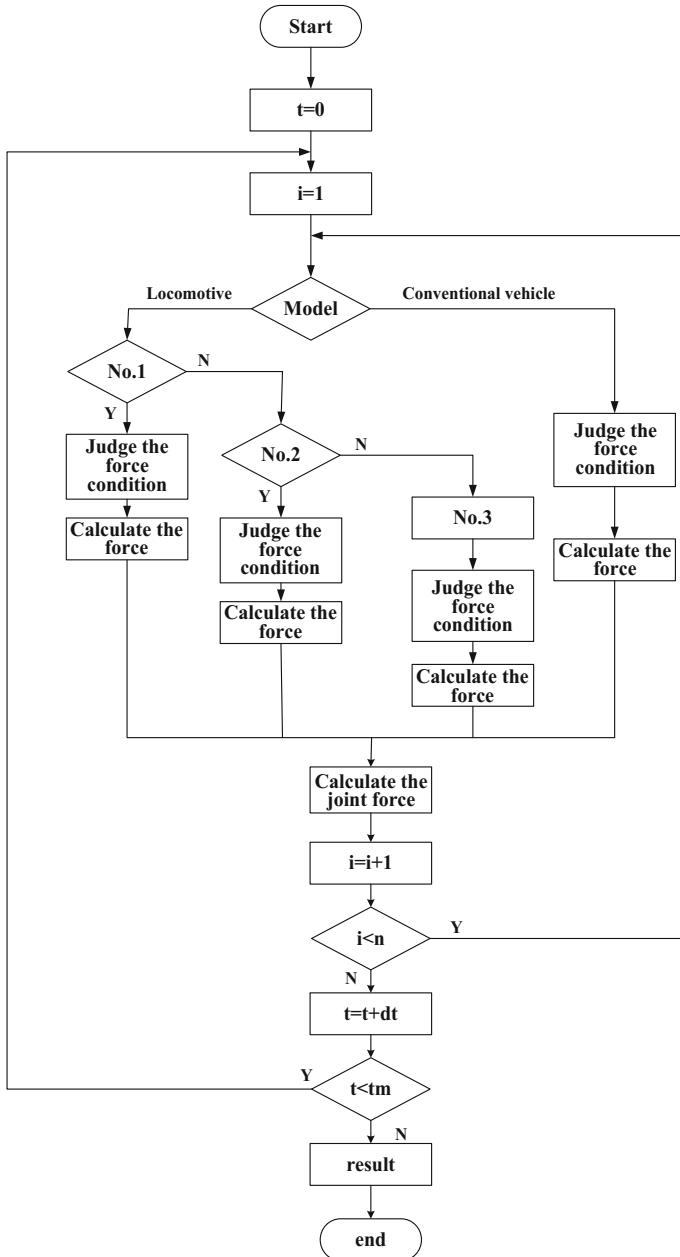 Start
t=0
i=1
Locomotive
Model
Conventional vehicle
No.1
N
Y
Judge the
force
condition
Calculate the
force
No.2
N
Y
Judge the
force
condition
Calculate the
force
No.3
Judge the
force
condition
Calculate the
force
Judge the
force
condition
Calculate the
force
Calculate the
joint force
i=i+1
i<n
Y
N
t=t+dt
t<tm
Y
N
result
end